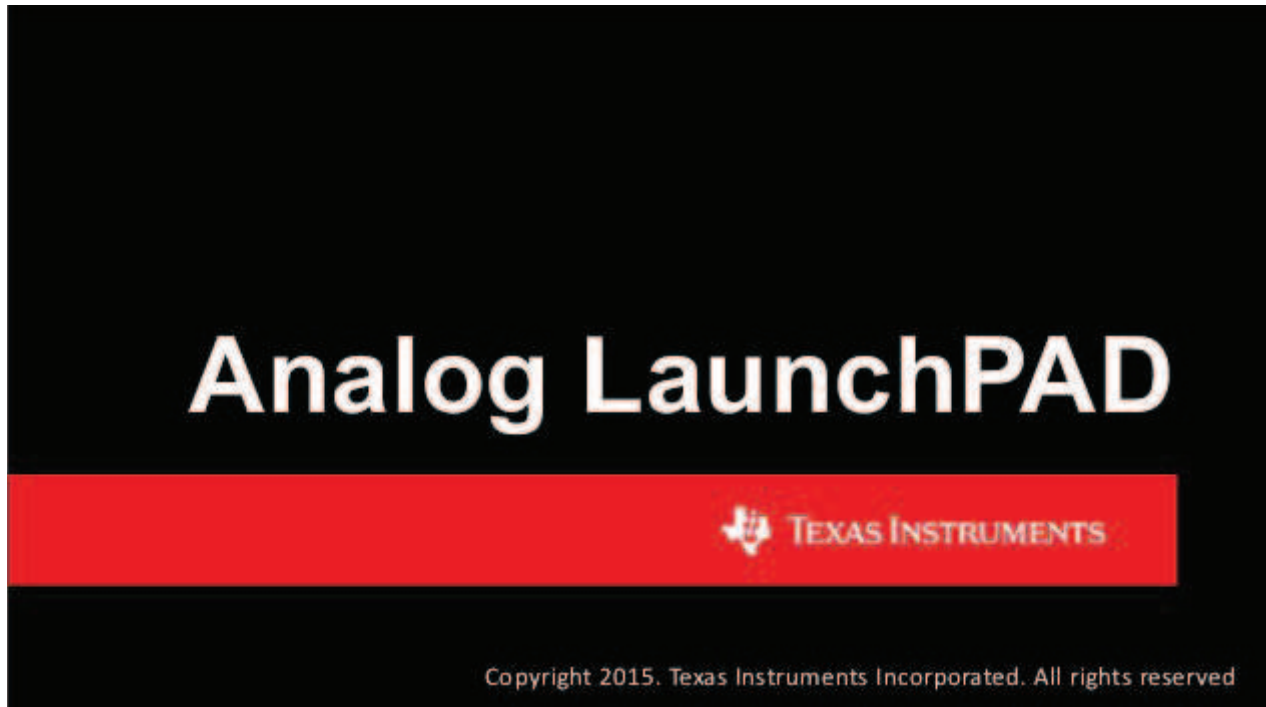 Analog LaunchPAD
TEXAS INSTRUMENTS
Copyright 2015. Texas Instruments Incorporated. All rights reserved